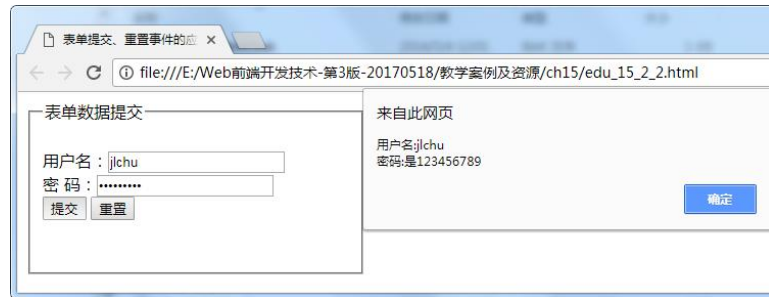 表单提交、重置事件的应
file:///E:/Web前端开发技术-第3版-20170518/教学案例及资源/ch15/edu_15_2_2.html
表单数据提交
用户名：jlchu
密 码：•••••••••
提交 重置
来自此网页
用户名:jlchu
密码:是123456789
确定